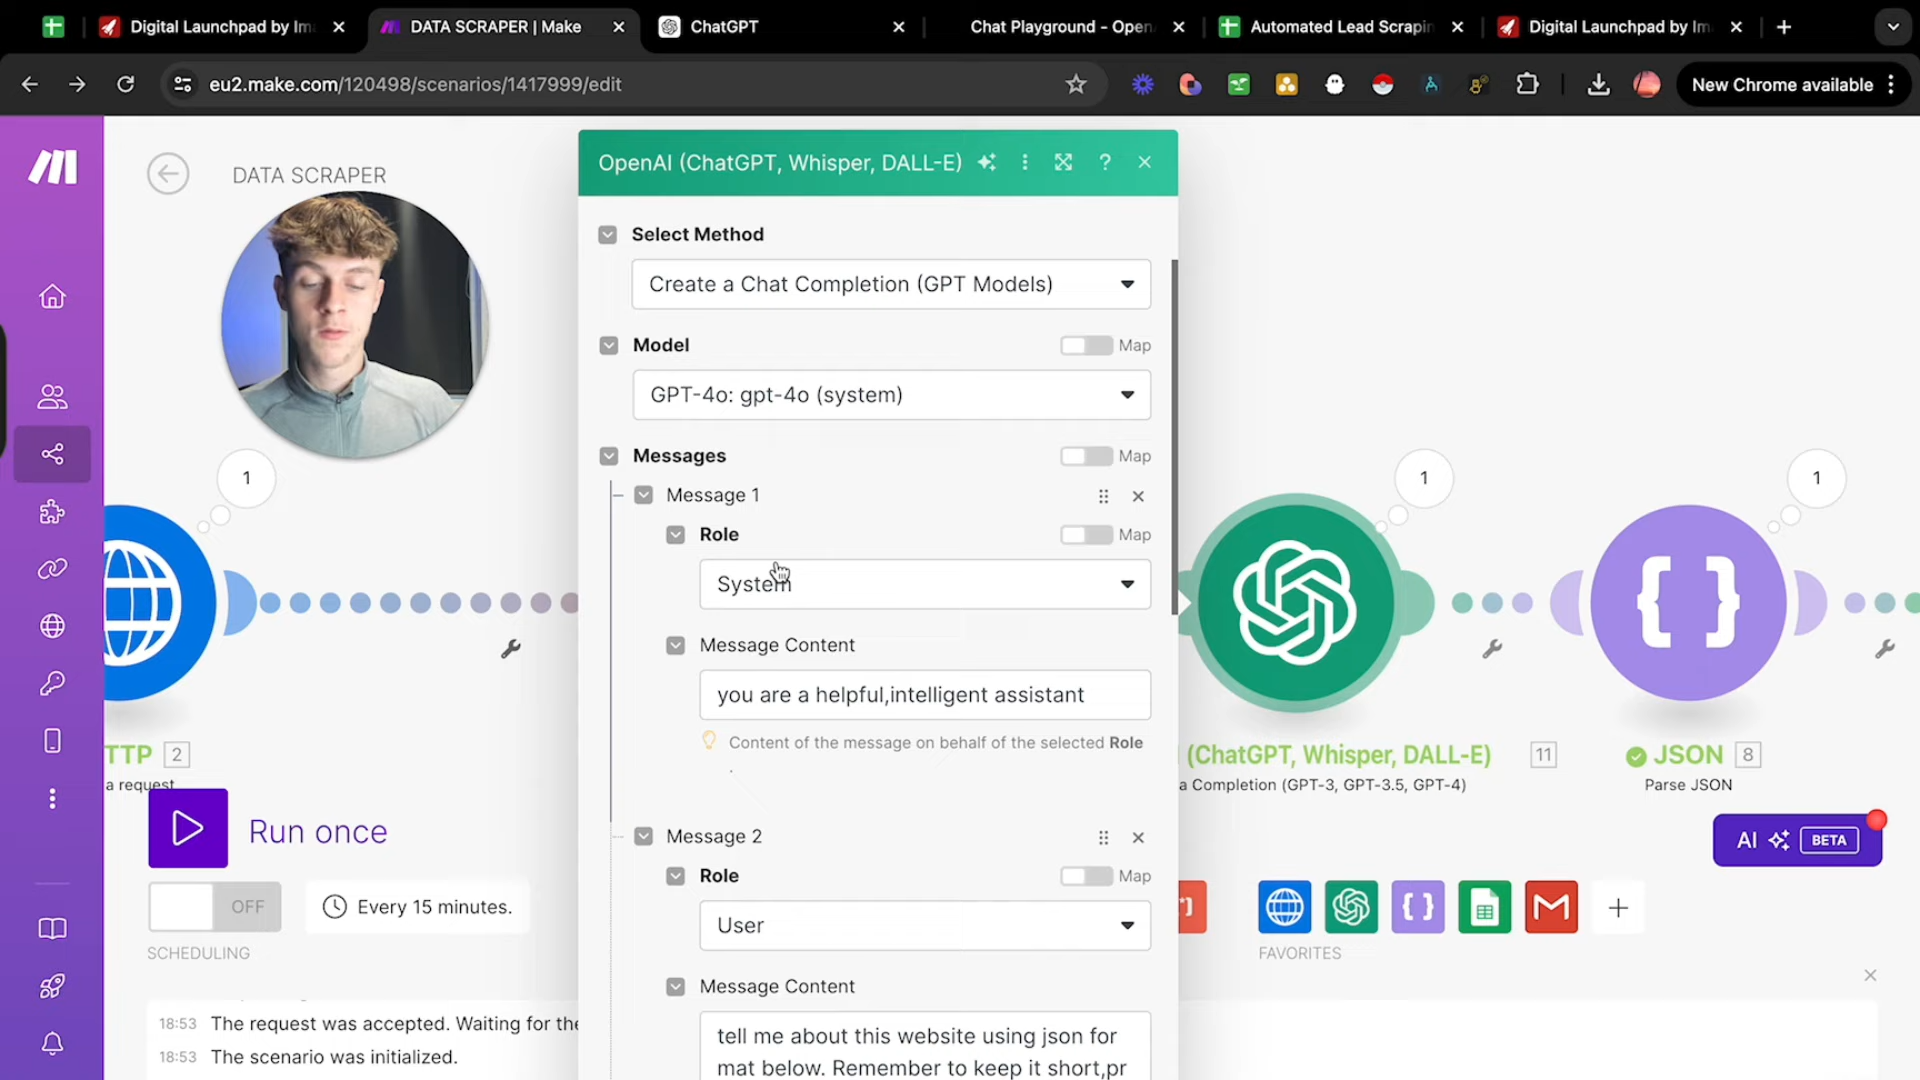 Digital Launchpad by Im
DATA SCRAPER | Make
ChatGPT
Chat Playground - Open
Automated Lead Scrapin
Digital Launchpad by Im
eu2.make.com/120498/scenarios/1417999/edit
New Chrome available
DATA SCRAPER
OpenAI (ChatGPT, Whisper, DALL-E)
?
Select Method
Create a Chat Completion (GPT Models)
Model
Map
GPT-4o: gpt-4o (system)
Messages
Map
Message 1
Role
Map
System
Message Content
you are a helpful,intelligent assistant
Content of the message on behalf of the selected Role
.
Message 2
Role
Map
User
Message Content
tell me about this website using json for
mat below. Remember to keep it short,pr
1
1
1
TTP 2
a request
(ChatGPT, Whisper, DALL-E) 11
a Completion (GPT-3, GPT-3.5, GPT-4)
JSON 8
Parse JSON
Run once
AI BETA
OFF
Every 15 minutes.
SCHEDULING
FAVORITES
18:53 The request was accepted. Waiting for the
18:53 The scenario was initialized.